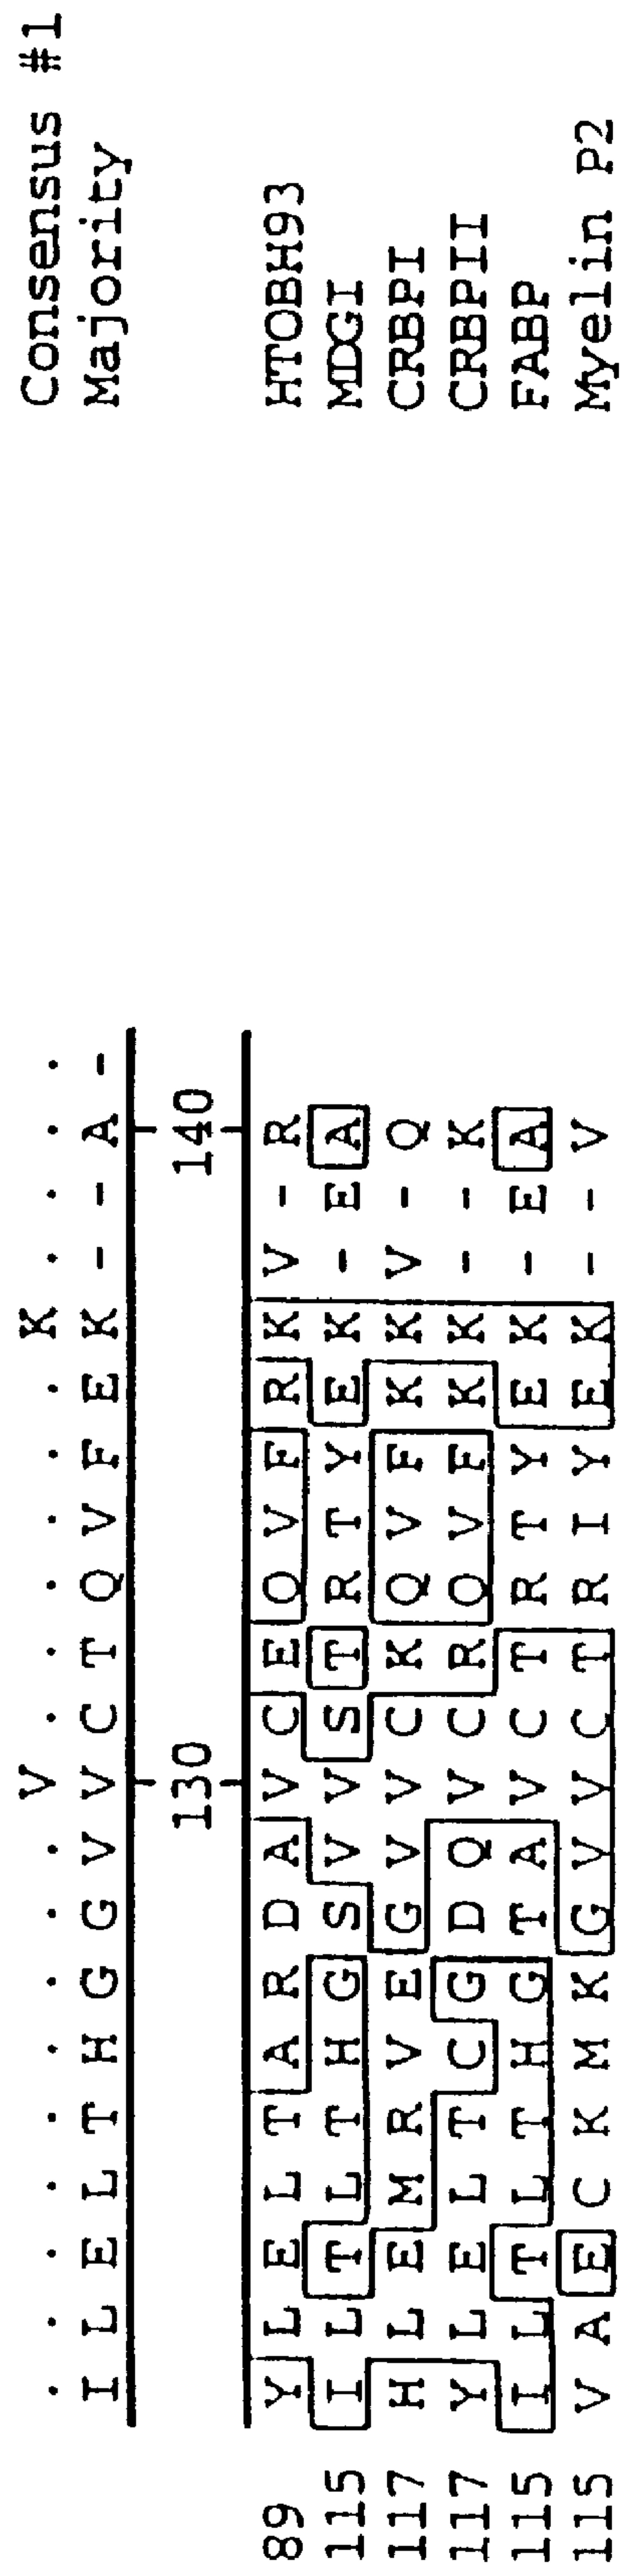 . . . . . . . . . V . . . . . . K . . . . Consensus #1
I L E L T H G G V V C T Q V F E K - - A - Majority
130 140
89 Y L E L T A R D A V C E Q V F R K V - R HTOBH93
115 I L T L T H G S V V S T R T Y E K - E A MDGI
117 H L E M R V E G V V C K Q V F K K V - Q CRBPI
117 Y L E L T C G D Q V C R Q V F K K - - K CRBPII
115 I L T L T H G T A V C T R T Y E K - E A FABP
115 V A E C K M K G V V C T R I Y E K - - V Myelin P2